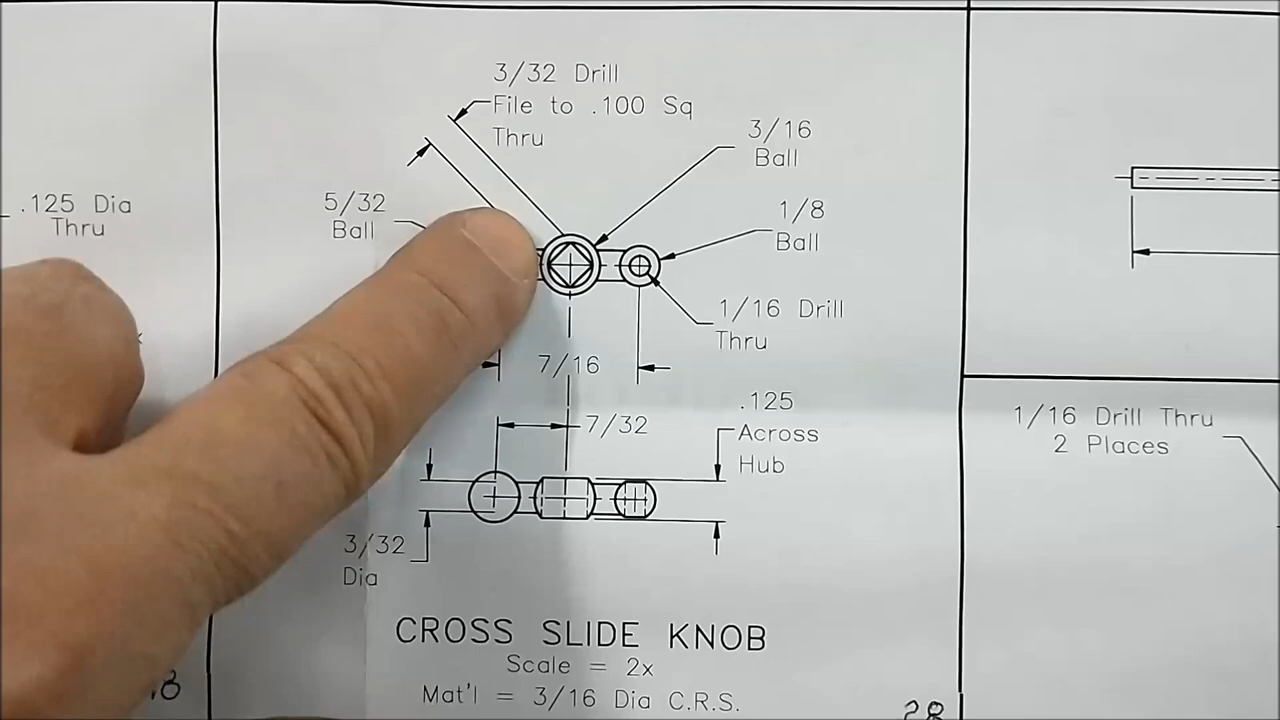 3/32 Drill
File to .100 Sq
Thru
3/16
Ball
5/32
Ball
1/8
Ball
.125 Dia
Thru
1/16 Drill
Thru
7/16
7/32
.125
Across
Hub
3/32
Dia
1/16 Drill Thru
2 Places
CROSS SLIDE KNOB
Scale = 2x
Mat'l = 3/16 Dia C.R.S.
28